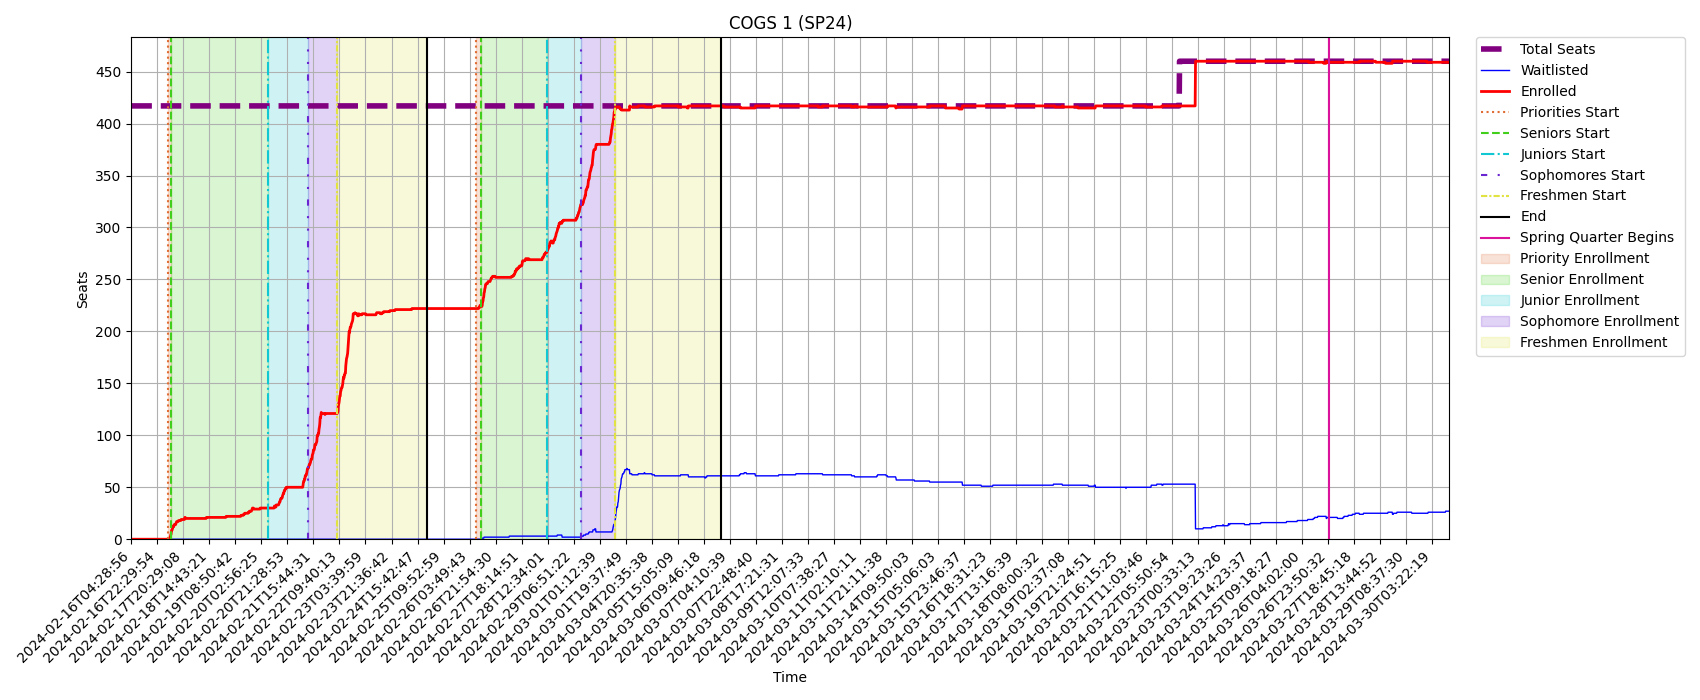 COGS 1 (SP24)
Seats
450
400
350
300
250
200
150
100
50
0
2024-02-16T04:28:56
2024-02-16T22:29:54
2024-02-17T20:29:08
2024-02-18T14:43:21
2024-02-19T08:50:42
2024-02-20T02:56:25
2024-02-20T21:28:53
2024-02-21T15:44:31
2024-02-22T09:40:13
2024-02-23T03:39:59
2024-02-23T21:36:42
2024-02-24T15:42:47
2024-02-25T09:52:59
2024-02-26T03:49:43
2024-02-26T21:54:30
2024-02-27T18:14:51
2024-02-28T12:34:01
2024-02-29T06:51:22
2024-03-01T01:12:39
2024-03-01T19:37:49
2024-03-04T20:35:38
2024-03-05T15:05:09
2024-03-06T09:46:18
2024-03-07T04:10:39
2024-03-07T22:48:40
2024-03-08T17:21:31
2024-03-09T12:07:33
2024-03-10T07:38:27
2024-03-11T02:10:11
2024-03-11T21:11:38
2024-03-14T09:50:03
2024-03-15T05:06:03
2024-03-15T23:46:37
2024-03-16T18:31:23
2024-03-17T13:16:39
2024-03-18T08:00:32
2024-03-19T02:37:08
2024-03-19T21:24:51
2024-03-20T16:15:25
2024-03-21T11:03:46
2024-03-22T05:50:54
2024-03-23T00:33:13
2024-03-23T19:23:26
2024-03-24T14:23:37
2024-03-25T09:18:27
2024-03-26T04:02:00
2024-03-26T23:50:32
2024-03-27T18:45:18
2024-03-28T13:44:52
2024-03-29T08:37:30
2024-03-30T03:22:19
Time
Total Seats
Waitlisted
Enrolled
Priorities Start
Seniors Start
Juniors Start
Sophomores Start
Freshmen Start
End
Spring Quarter Begins
Priority Enrollment
Senior Enrollment
Junior Enrollment
Sophomore Enrollment
Freshmen Enrollment